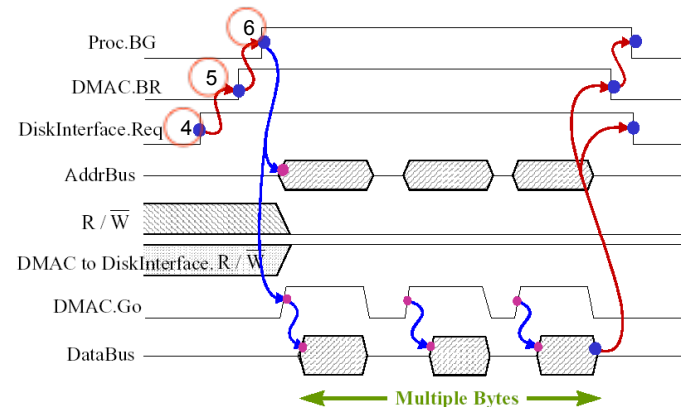 6
Proc.BG
5
DMAC.BR
4
DiskInterface.Req
AddrBus
R / W̅
DMAC to DiskInterface. R / W̅
DMAC.Go
DataBus
Multiple Bytes